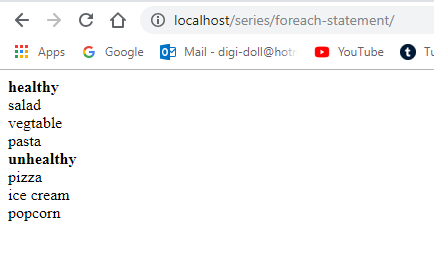 localhost/series/foreach-statement/
Apps Google Mail - digi-doll@hotm YouTube Tu
healthy
salad
vegtable
pasta
unhealthy
pizza
ice cream
popcorn